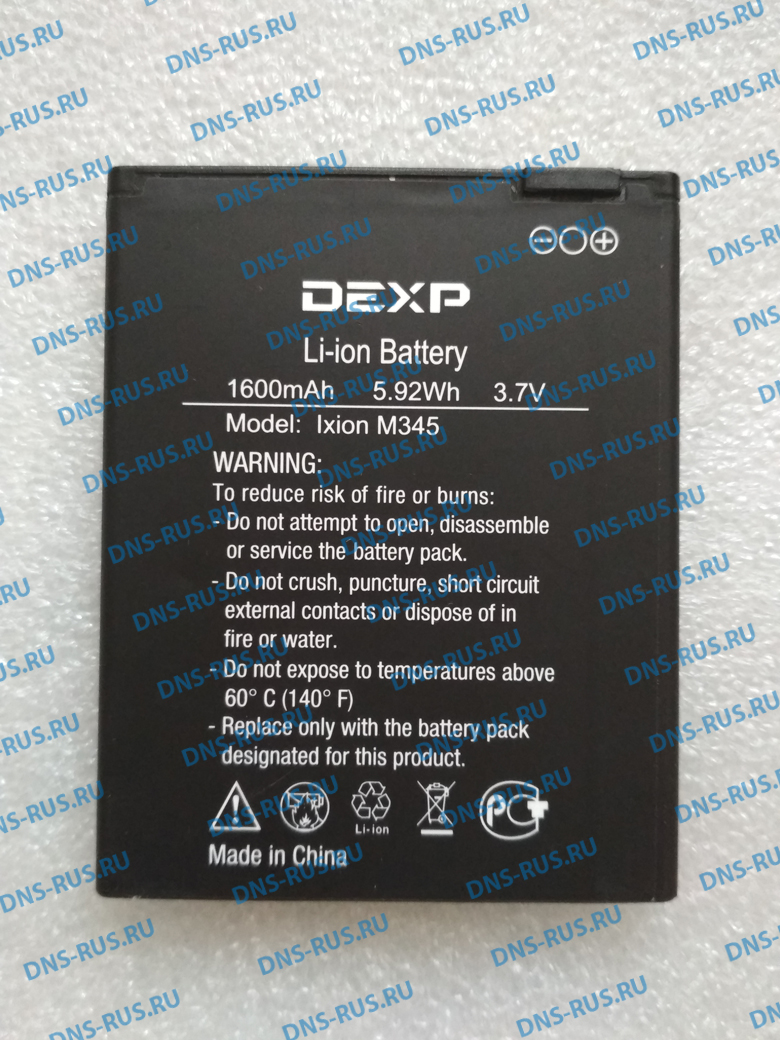 DEXP
Li-ion Battery
1600mAh 5.92Wh 3.7V
Model: Ixion M345
WARNING:
To reduce risk of fire or burns:
- Do not attempt to open, disassemble
or service the battery pack.
- Do not crush, puncture, short circuit
external contacts or dispose of in
fire or water.
- Do not expose to temperatures above
60° C (140° F)
- Replace only with the battery pack
designated for this product.
Li-ion
PCT
Made in China
DNS-RUS.RU